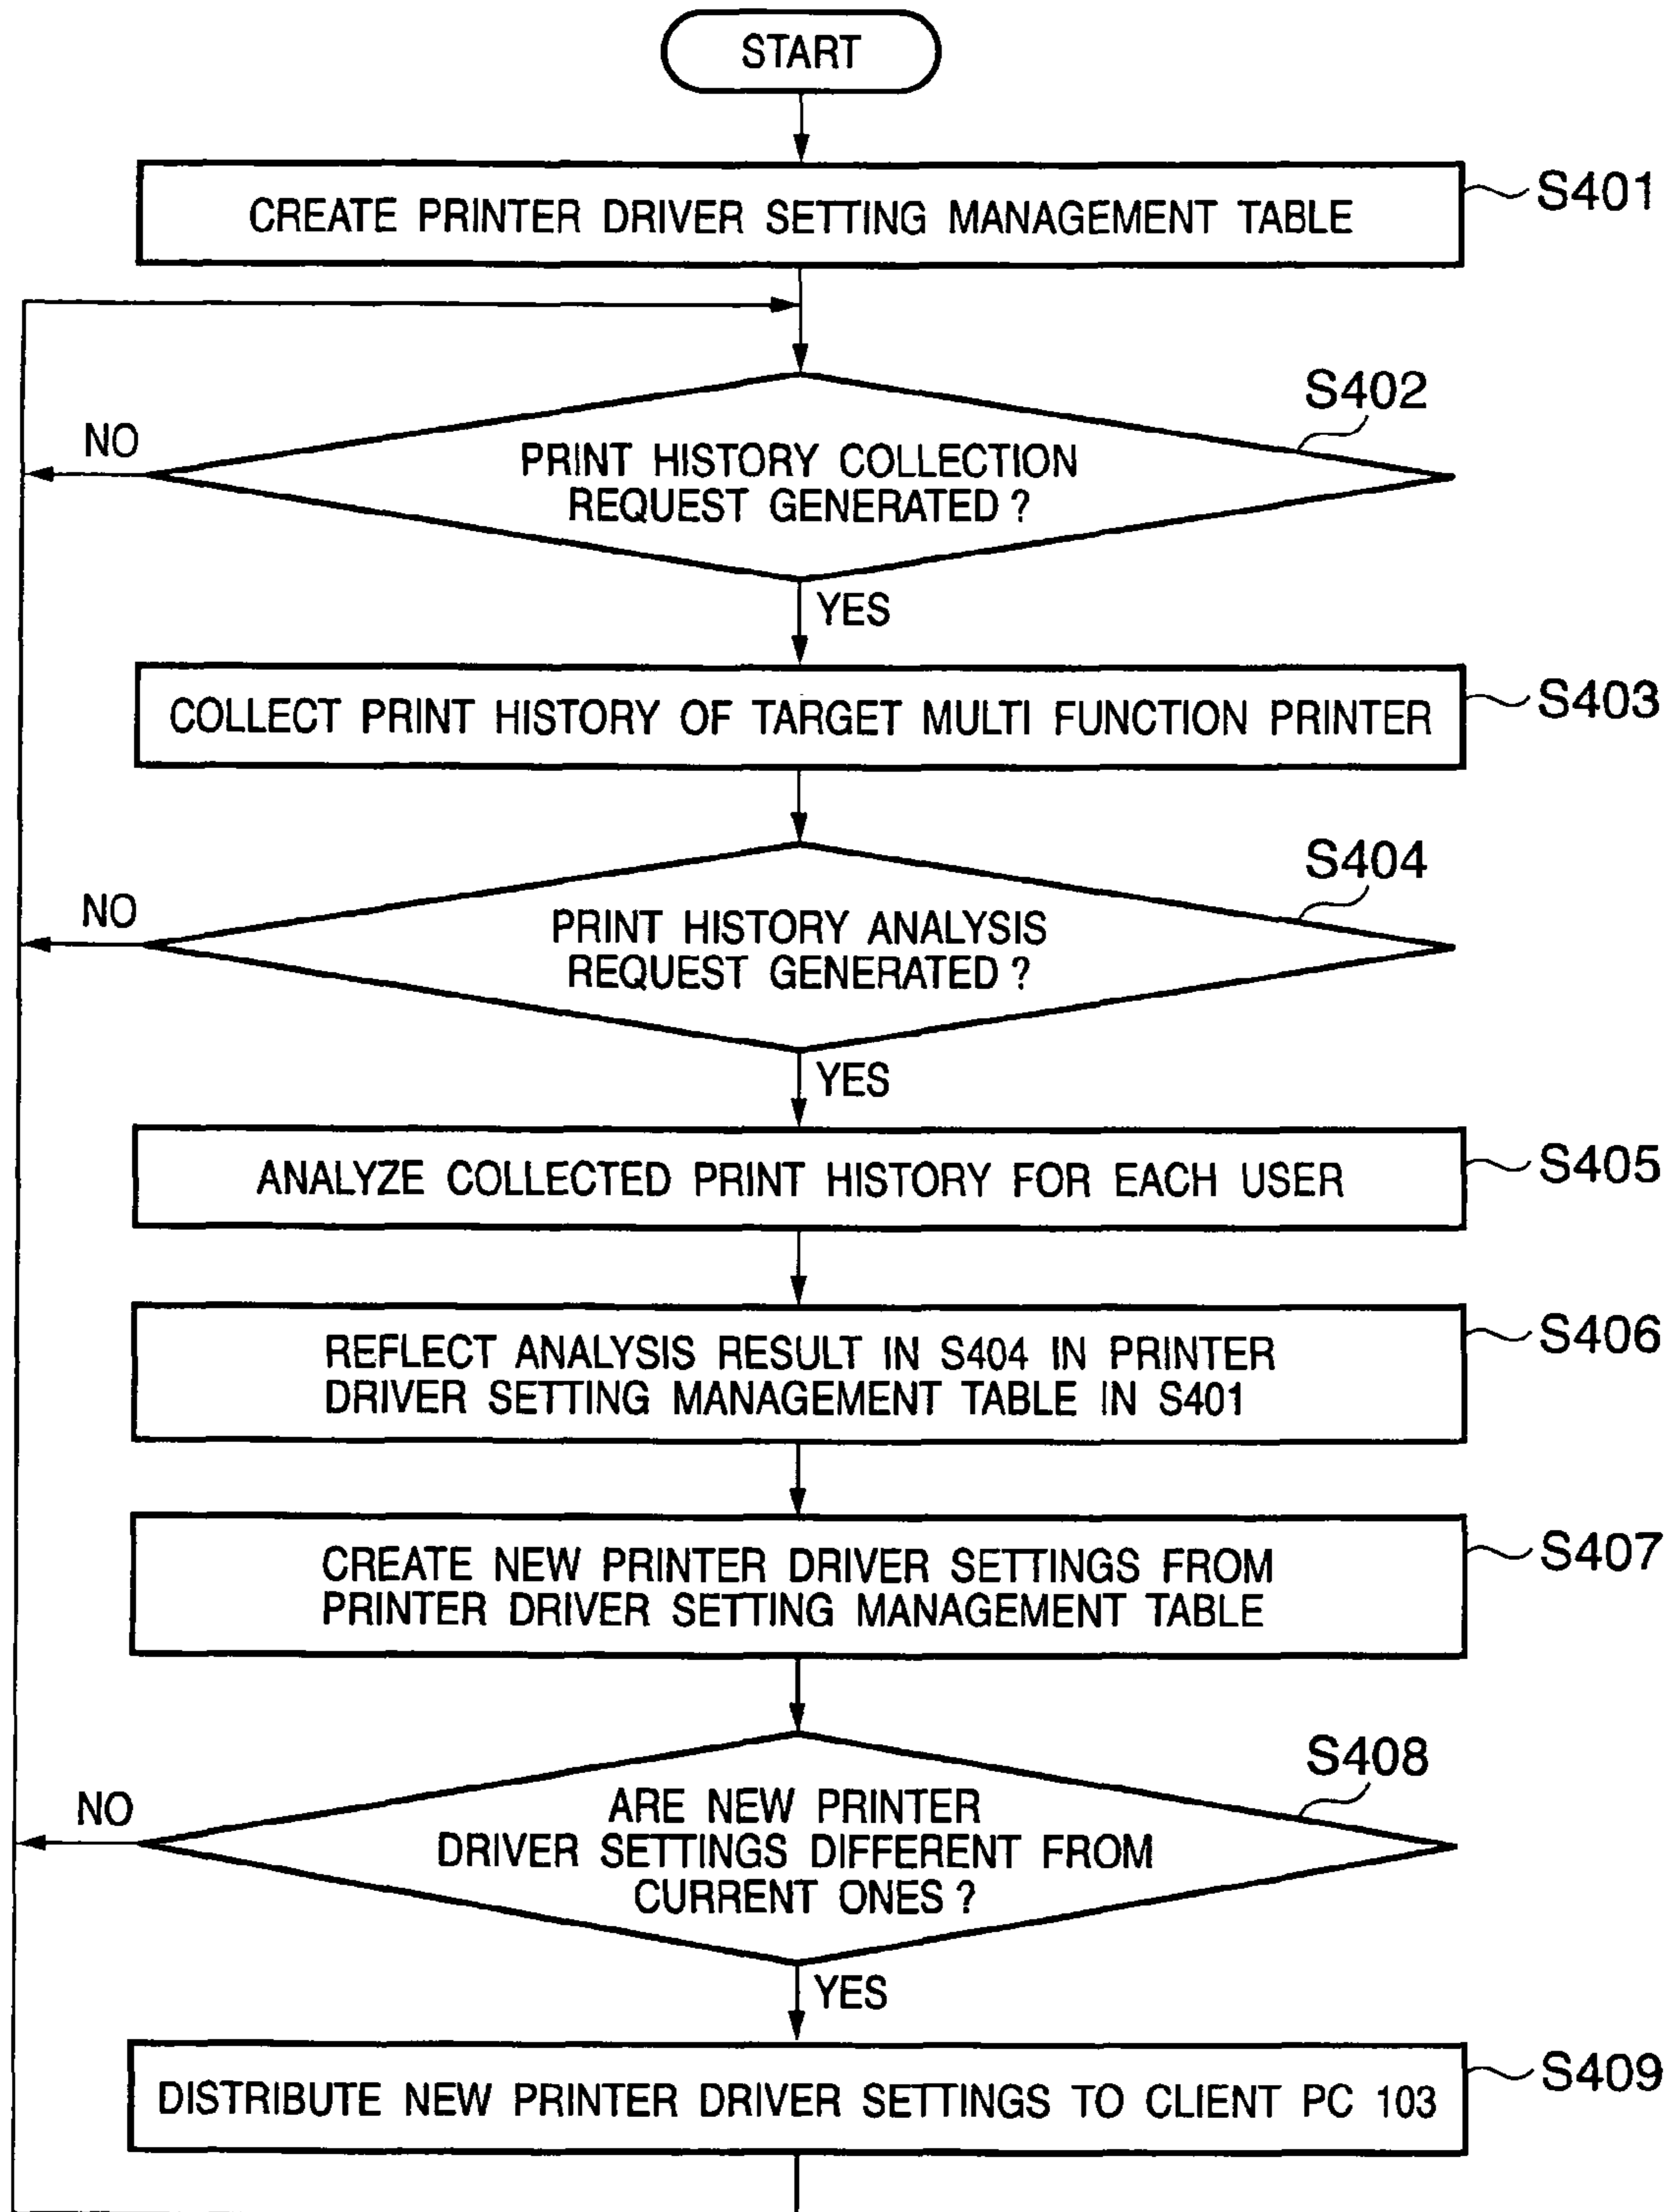 START
CREATE PRINTER DRIVER SETTING MANAGEMENT TABLE
S401
S402
NO
PRINT HISTORY COLLECTION
REQUEST GENERATED ?
YES
COLLECT PRINT HISTORY OF TARGET MULTI FUNCTION PRINTER
S403
S404
NO
PRINT HISTORY ANALYSIS
REQUEST GENERATED ?
YES
ANALYZE COLLECTED PRINT HISTORY FOR EACH USER
S405
REFLECT ANALYSIS RESULT IN S404 IN PRINTER
DRIVER SETTING MANAGEMENT TABLE IN S401
S406
CREATE NEW PRINTER DRIVER SETTINGS FROM
PRINTER DRIVER SETTING MANAGEMENT TABLE
S407
S408
NO
ARE NEW PRINTER
DRIVER SETTINGS DIFFERENT FROM
CURRENT ONES ?
YES
DISTRIBUTE NEW PRINTER DRIVER SETTINGS TO CLIENT PC 103
S409